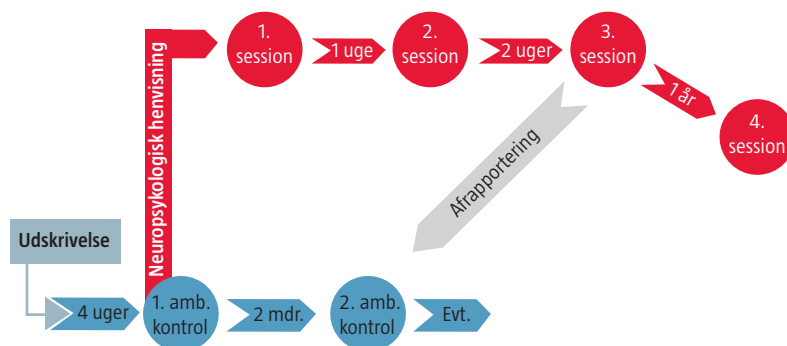 1.
session
1 uge
2.
session
2 uger
3.
session
1 år
4.
session
Neuropsykologisk henvisning
Afrapportering
Udskrivelse
4 uger
1. amb.
kontrol
2 mdr.
2. amb.
kontrol
Evt.